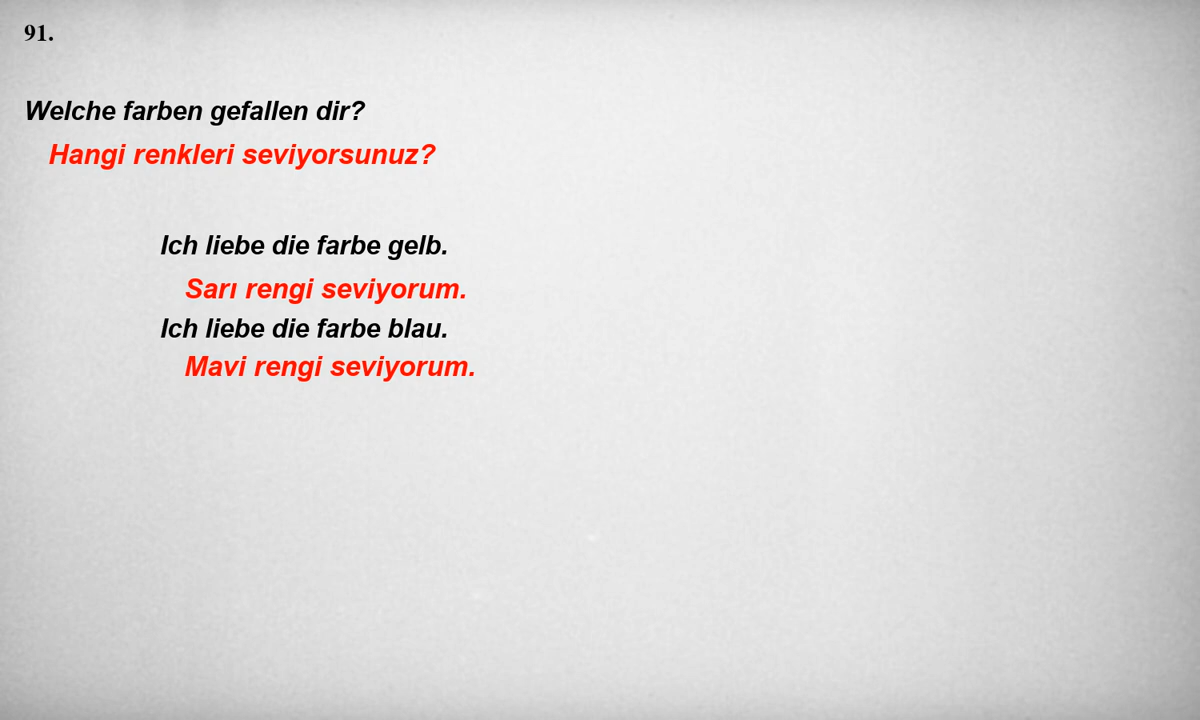 91.
Welche farben gefallen dir?
Hangi renkleri seviyorsunuz?
Ich liebe die farbe gelb.
Sarı rengi seviyorum.
Ich liebe die farbe blau.
Mavi rengi seviyorum.